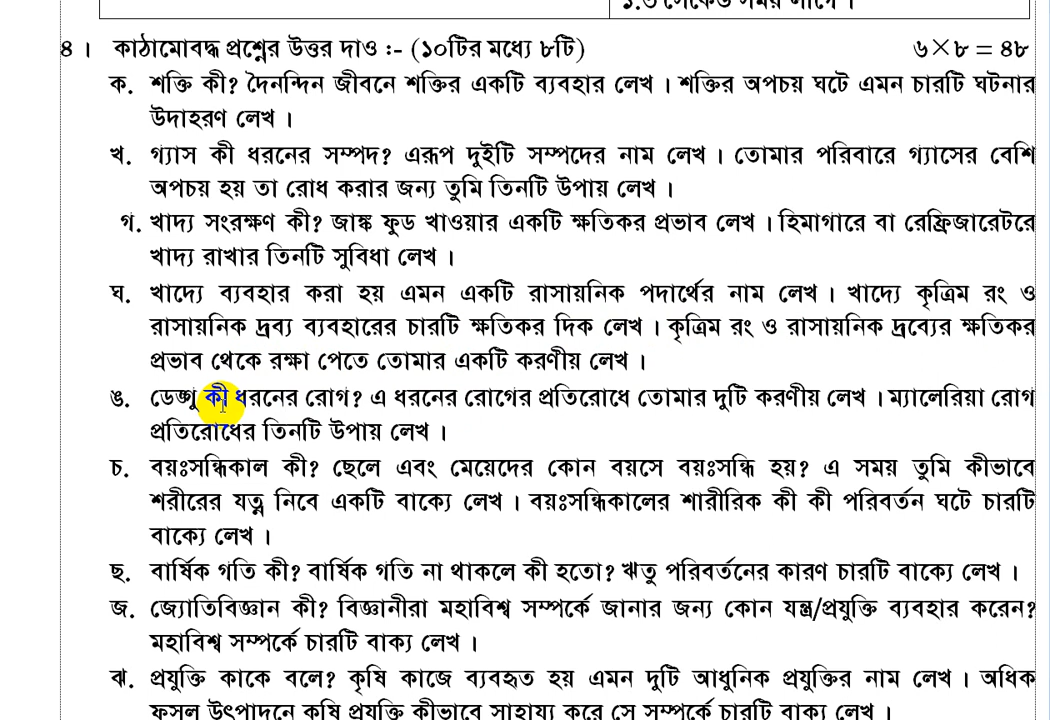 ১.৩ সেকেন্ড সময় লাগে ।
৪ । কাঠামোবদ্ধ প্রশ্নের উত্তর দাও :- (১০টির মধ্যে ৮টি) ৬×৮ = ৪৮
ক. শক্তি কী? দৈনন্দিন জীবনে শক্তির একটি ব্যবহার লেখ । শক্তির অপচয় ঘটে এমন চারটি ঘটনার
উদাহরণ লেখ ।
খ. গ্যাস কী ধরনের সম্পদ? এরূপ দুইটি সম্পদের নাম লেখ । তোমার পরিবারে গ্যাসের বেশি
অপচয় হয় তা রোধ করার জন্য তুমি তিনটি উপায় লেখ ।
গ. খাদ্য সংরক্ষণ কী? জাঙ্ক ফুড খাওয়ার একটি ক্ষতিকর প্রভাব লেখ । হিমাগারে বা রেফ্রিজারেটরে
খাদ্য রাখার তিনটি সুবিধা লেখ ।
ঘ. খাদ্যে ব্যবহার করা হয় এমন একটি রাসায়নিক পদার্থের নাম লেখ । খাদ্যে কৃত্রিম রং ও
রাসায়নিক দ্রব্য ব্যবহারের চারটি ক্ষতিকর দিক লেখ । কৃত্রিম রং ও রাসায়নিক দ্রব্যের ক্ষতিকর
প্রভাব থেকে রক্ষা পেতে তোমার একটি করণীয় লেখ ।
ঙ. ডেঙ্গু কী ধরনের রোগ? এ ধরনের রোগের প্রতিরোধে তোমার দুটি করণীয় লেখ । ম্যালেরিয়া রোগ
প্রতিরোধের তিনটি উপায় লেখ ।
চ. বয়ঃসন্ধিকাল কী? ছেলে এবং মেয়েদের কোন বয়সে বয়ঃসন্ধি হয়? এ সময় তুমি কীভাবে
শরীরের যত্ন নিবে একটি বাক্যে লেখ । বয়ঃসন্ধিকালের শারীরিক কী কী পরিবর্তন ঘটে চারটি
বাক্যে লেখ ।
ছ. বার্ষিক গতি কী? বার্ষিক গতি না থাকলে কী হতো? ঋতু পরিবর্তনের কারণ চারটি বাক্যে লেখ ।
জ. জ্যোতিবিজ্ঞান কী? বিজ্ঞানীরা মহাবিশ্ব সম্পর্কে জানার জন্য কোন যন্ত্র/প্রযুক্তি ব্যবহার করেন?
মহাবিশ্ব সম্পর্কে চারটি বাক্য লেখ ।
ঝ. প্রযুক্তি কাকে বলে? কৃষি কাজে ব্যবহৃত হয় এমন দুটি আধুনিক প্রযুক্তির নাম লেখ । অধিক
ফসল উৎপাদনে কৃষি প্রযুক্তি কীভাবে সাহায্য করে সে সম্পর্কে চারটি বাক্য লেখ ।